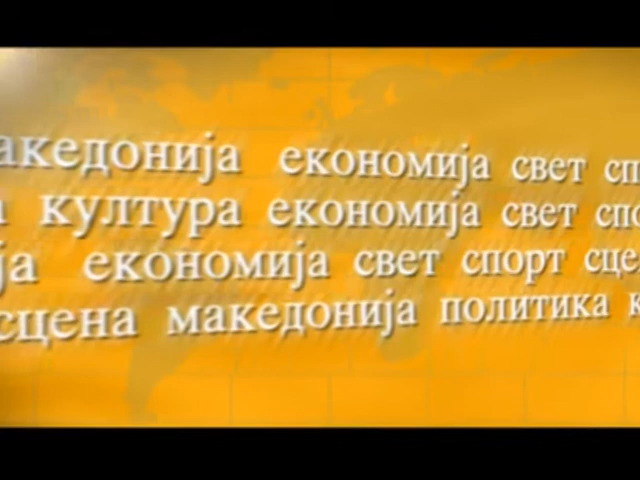 акедонија економија свет сп
а култура економија свет спо
ја економија свет спорт сце
сцена македонија политика к